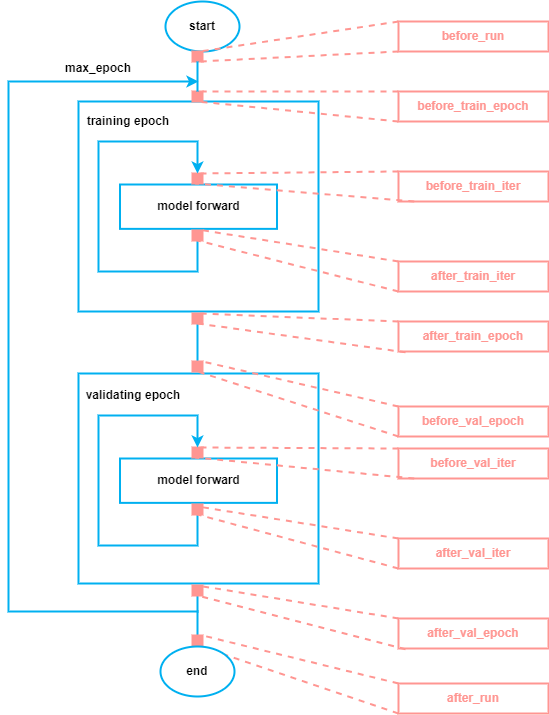 start
before_run
max_epoch
before_train_epoch
training epoch
before_train_iter
model forward
after_train_iter
after_train_epoch
validating epoch
before_val_epoch
before_val_iter
model forward
after_val_iter
after_val_epoch
end
after_run